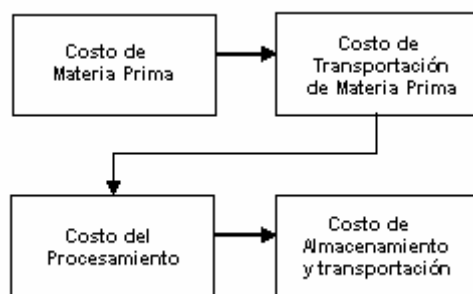 Costo de
Materia Prima
Costo de
Transportación
de Materia Prima
Costo del
Procesamiento
Costo de
Almacenamiento
y transportación